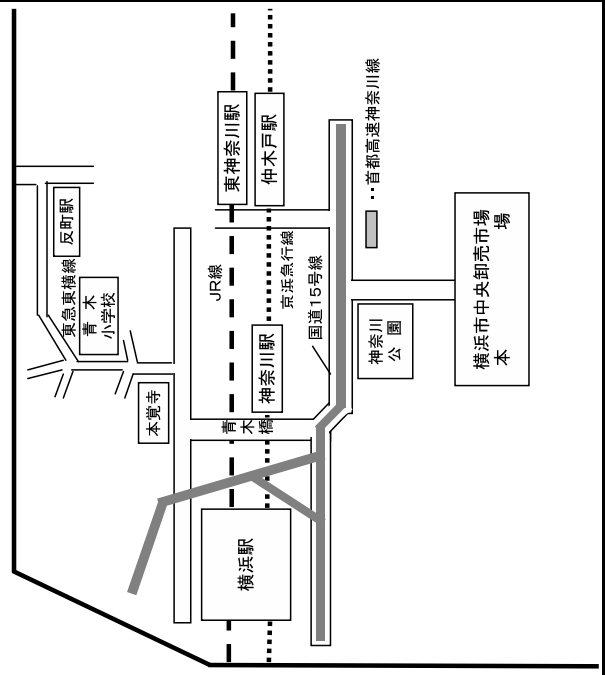 東神奈川駅
仲木戸駅
首都高速神奈川線
反町駅
東急東横線
青木
小学校
JR線
京浜急行線
国道15号線
横浜市中央卸売市場
本場
神奈川
公園
神奈川駅
本覚寺
青木橋
横浜駅